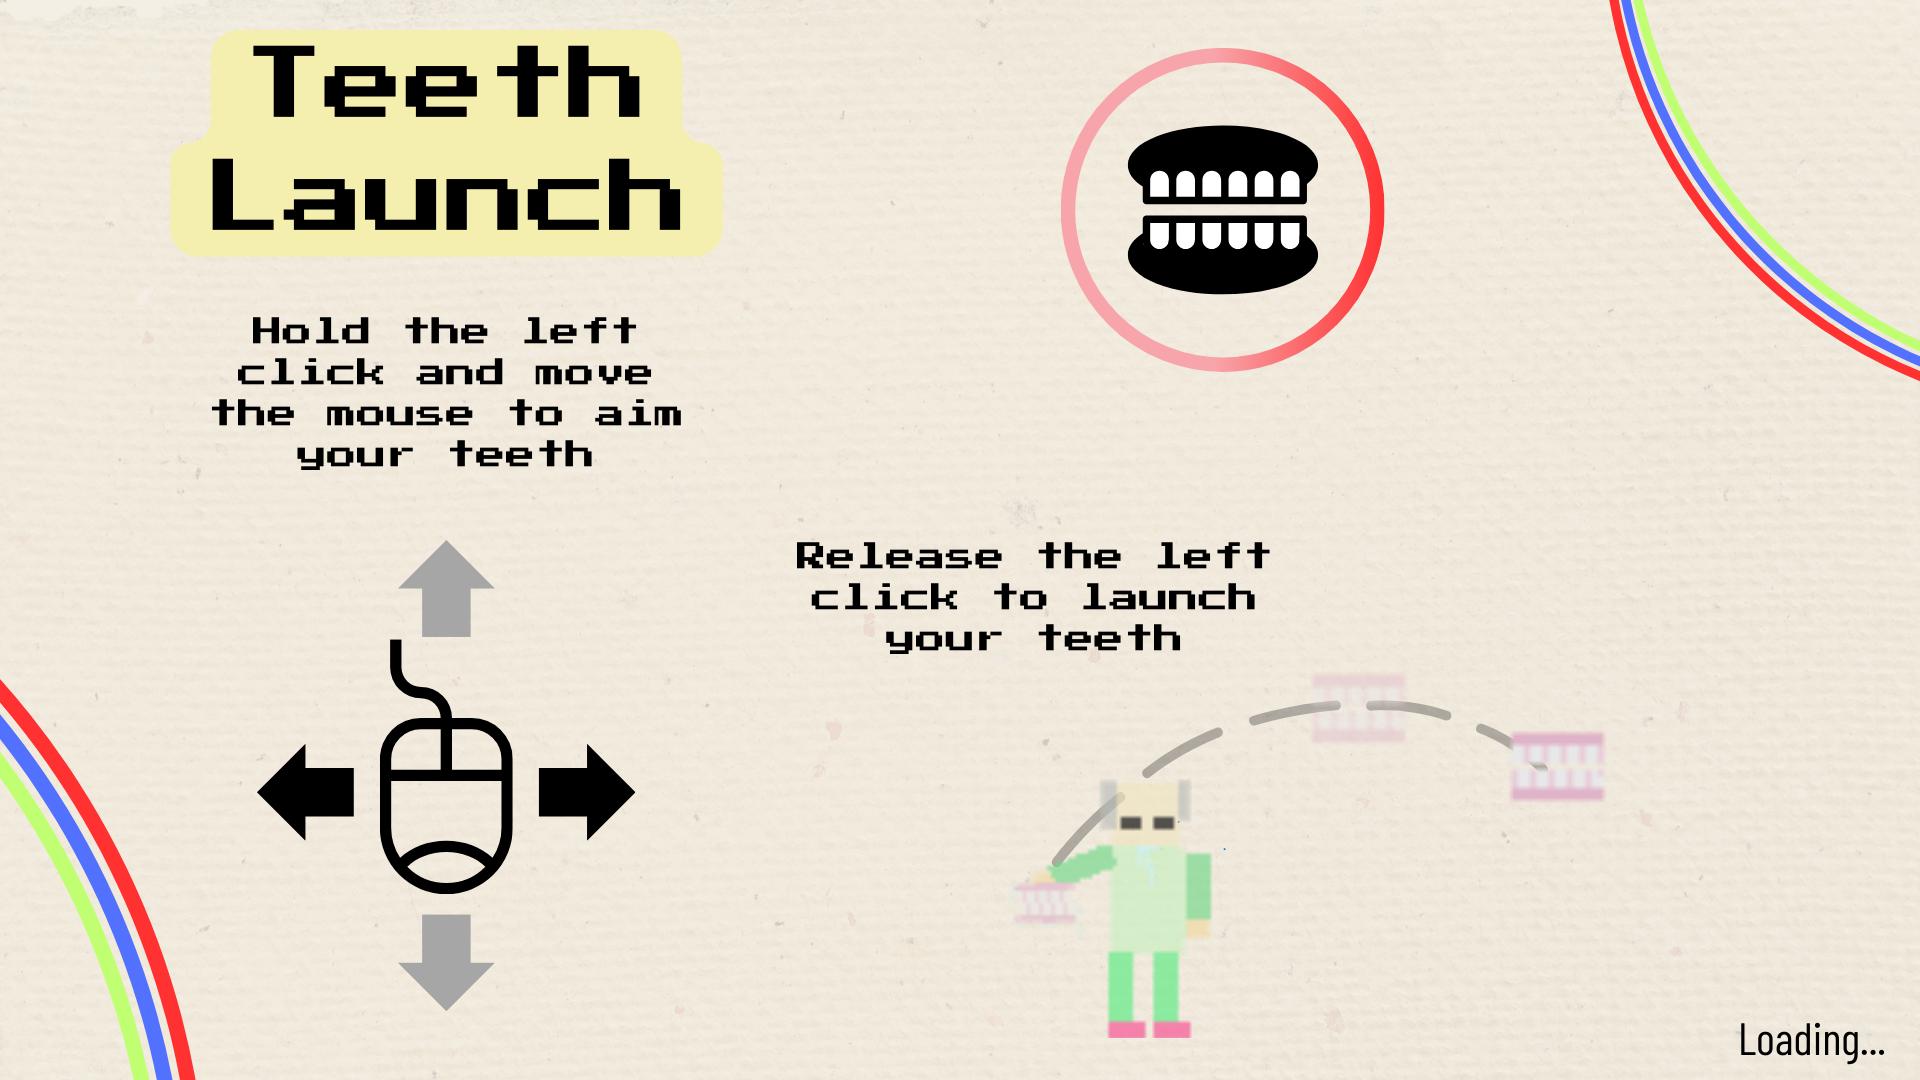 Teeth
Launch
Hold the left
click and move
the mouse to aim
your teeth
Release the left
click to launch
your teeth
Loading...